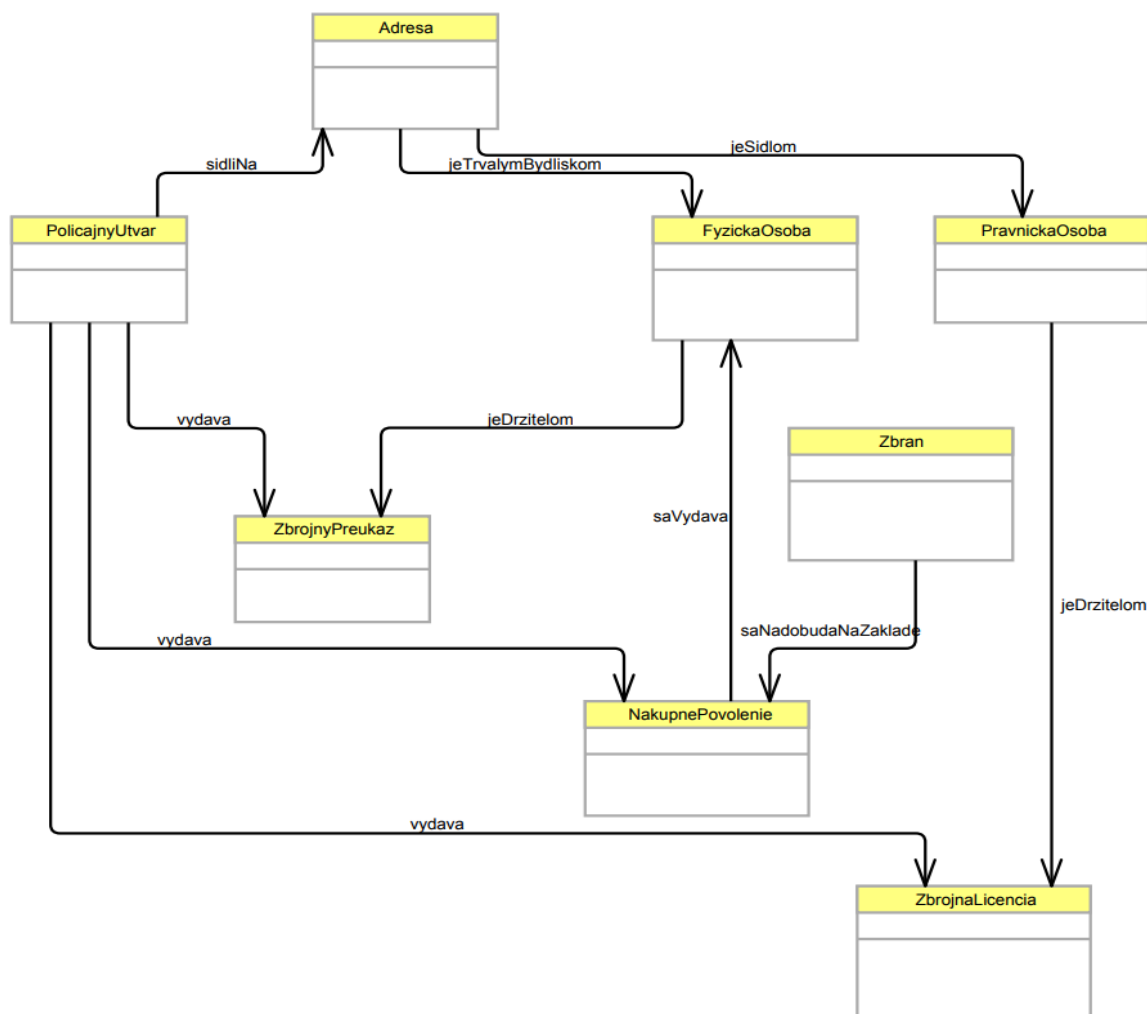 Adresa
sidliNa
jeTrvalymBydliskom
jeSidlom
PolicajnyUtvar
FyzickaOsoba
PravnickaOsoba
vydava
jeDrzitelom
Zbran
saVydava
ZbrojnyPreukaz
jeDrzitelom
saNadobudaNaZaklade
vydava
NakupnePovolenie
vydava
ZbrojnaLicencia